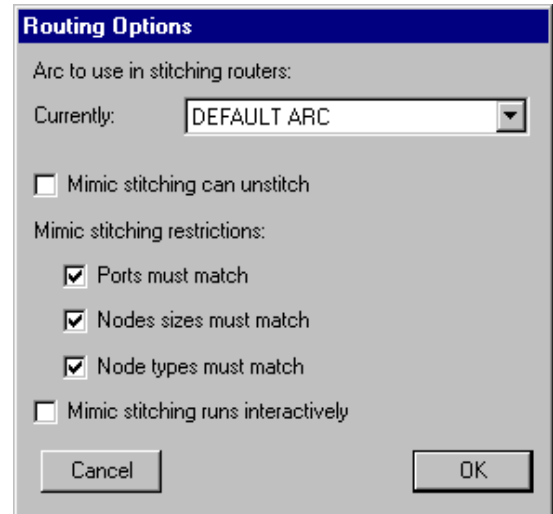 Routing Options
Arc to use in stitching routers:
Currently: DEFAULT ARC
Mimic stitching can unstitch
Mimic stitching restrictions:
Ports must match
Nodes sizes must match
Node types must match
Mimic stitching runs interactively
Cancel OK